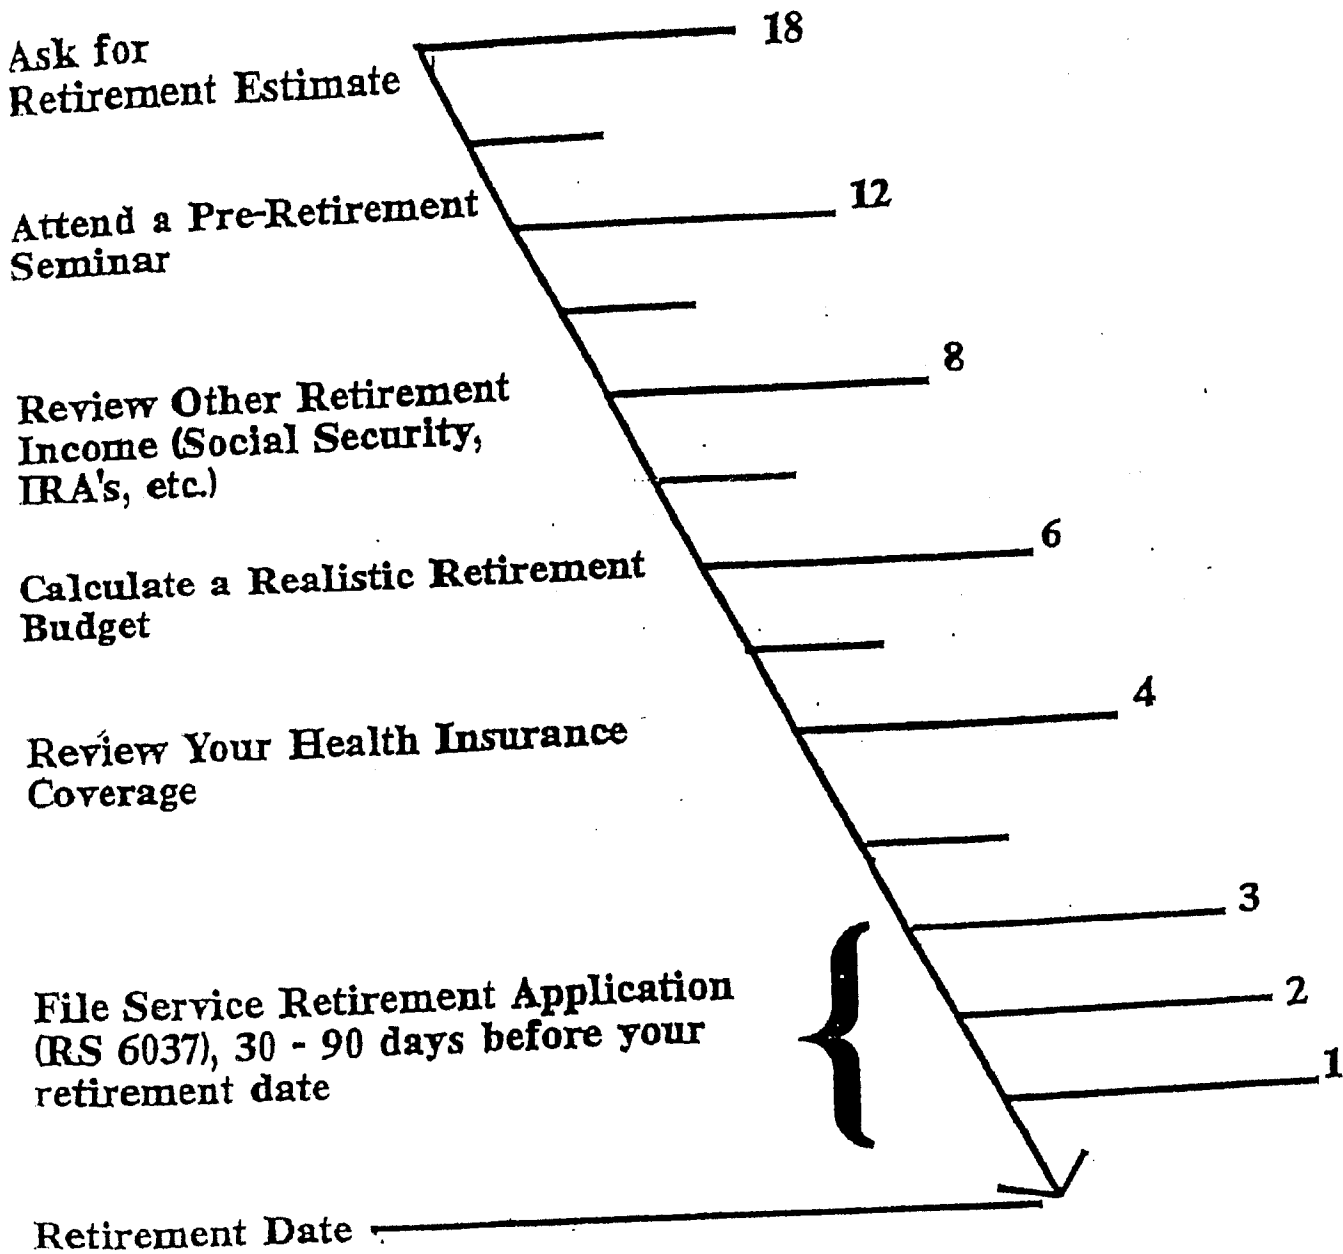 18
Ask for
Retirement Estimate
12
Attend a Pre-Retirement
Seminar
8
Review Other Retirement
Income (Social Security,
IRA's, etc.)
6
Calculate a Realistic Retirement
Budget
4
Review Your Health Insurance
Coverage
3
2
1
File Service Retirement Application
(RS 6037), 30 - 90 days before your
retirement date
Retirement Date